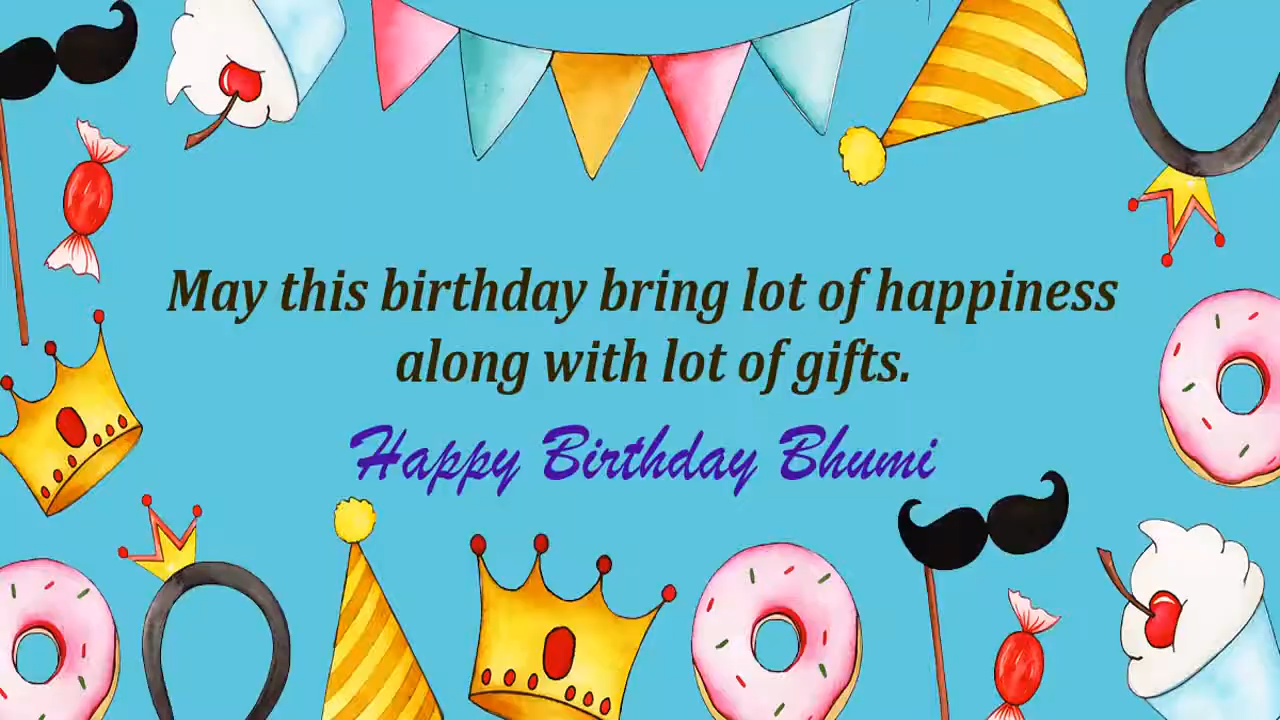 May this birthday bring lot of happiness
along with lot of gifts.
Happy Birthday Bhumi